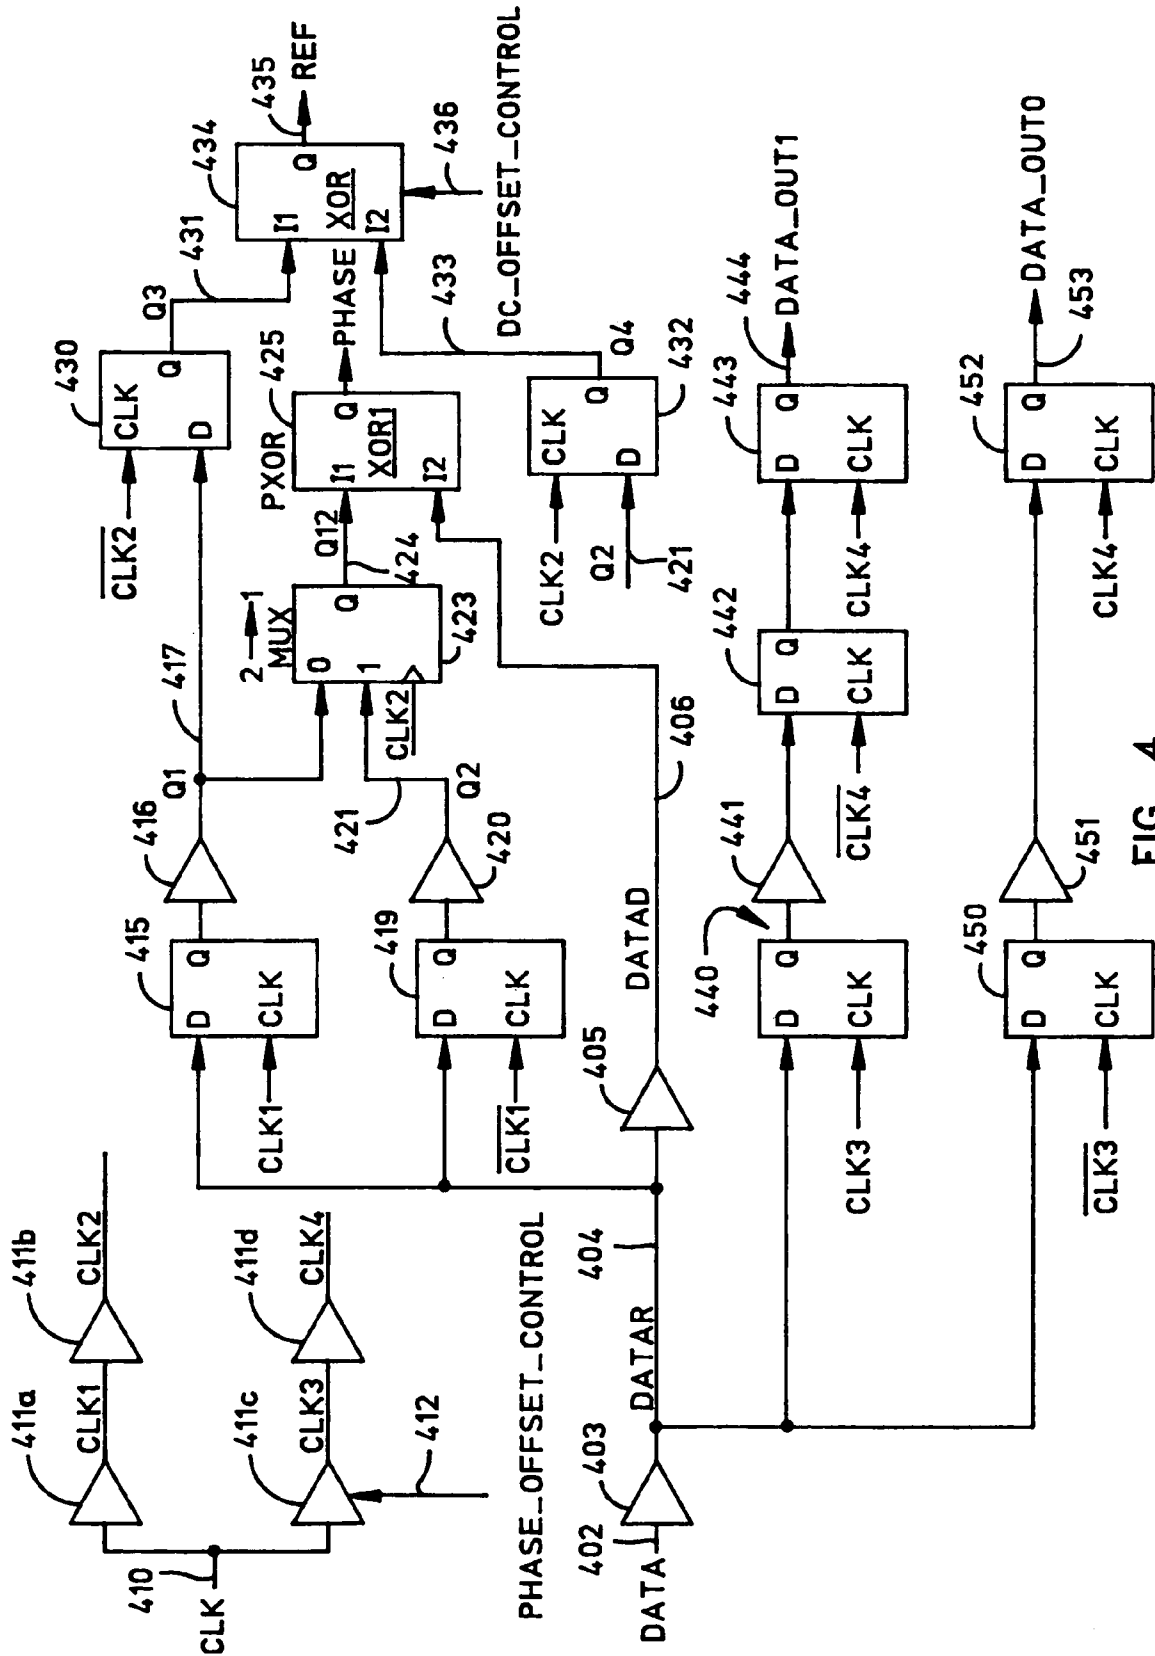 410
CLK
411a
CLK1
411b
CLK2
411c
CLK3
411d
CLK4
412
PHASE_OFFSET_CONTROL
DATA
402
403
DATAR
404
405
DATAD
406
415
D
Q
CLK
CLK1
416
Q1
417
419
D
Q
CLK
CLK1
420
Q2
421
2→1
MUX
0
1
Q
CLK2
423
Q12
424
PXOR
425
I1
Q
XOR1
I2
PHASE
CLK2
430
CLK
D
Q
Q3
431
CLK2
Q2
421
CLK
D
Q
432
Q4
433
434
I1
Q
XOR
I2
435
REF
436
DC_OFFSET_CONTROL
440
D
Q
CLK
CLK3
441
442
D
Q
CLK
CLK4
443
D
Q
CLK
CLK4
444
DATA_OUT1
450
D
Q
CLK
CLK3
451
452
D
Q
CLK
CLK4
453
DATA_OUT0
FIG. 4